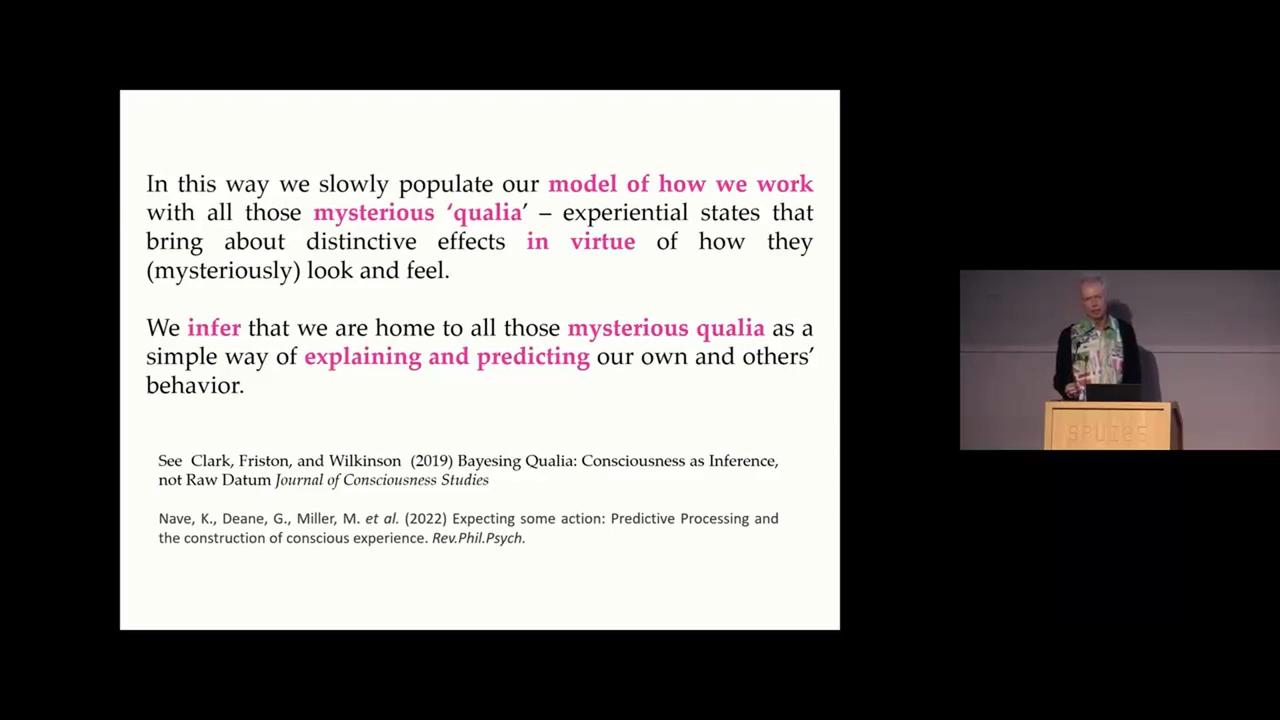 In this way we slowly populate our model of how we work
with all those mysterious ‘qualia’ – experiential states that
bring about distinctive effects in virtue of how they
(mysteriously) look and feel.
We infer that we are home to all those mysterious qualia as a
simple way of explaining and predicting our own and others’
behavior.
See Clark, Friston, and Wilkinson (2019) Bayesing Qualia: Consciousness as Inference,
not Raw Datum Journal of Consciousness Studies
Nave, K., Deane, G., Miller, M. et al. (2022) Expecting some action: Predictive Processing and
the construction of conscious experience. Rev.Phil.Psych.
SPUI25